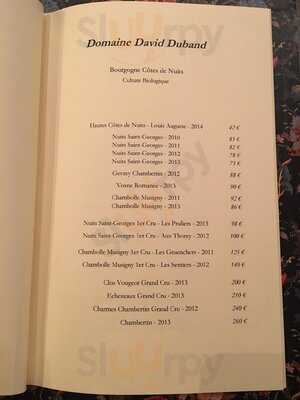 Domaine David Duband
Bourgogne Côtes de Nuits
Culture Biologique
Hautes Côtes de Nuits - Louis Auguste - 2014 47 €
Nuits Saint-Georges - 2010 85 €
Nuits Saint-Georges - 2011 82 €
Nuits Saint-Georges - 2012 78 €
Nuits Saint-Georges - 2013 75 €
Gevrey Chambertin - 2012 88 €
Vosne Romanée - 2013 90 €
Chambolle Musigny - 2011 92 €
Chambolle Musigny - 2013 86 €
Nuits Saint-Georges 1er Cru - Les Pruliers - 2013 98 €
Nuits Saint-Georges 1er Cru - Aux Thorey - 2012 100 €
Chambolle Musigny 1er Cru - Les Gruenchers - 2011 125 €
Chambolle Musigny 1er Cru - Les Sentiers - 2012 140 €
Clos Vougeot Grand Cru - 2013 200 €
Echezeaux Grand Cru - 2013 210 €
Charmes Chambertin Grand Cru - 2012 240 €
Chambertin - 2013 260 €
Sluurpy
Sluurpy
Sluurpy